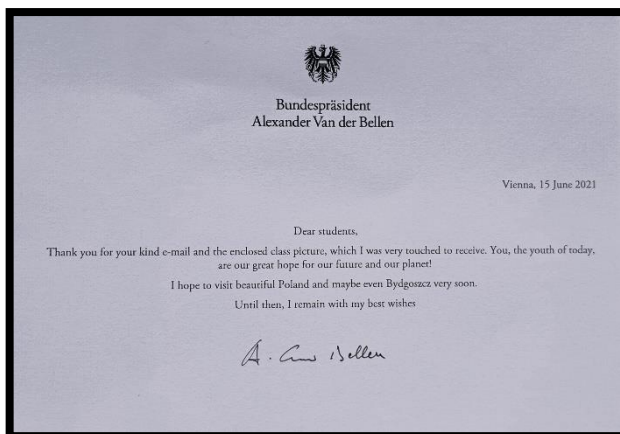 Bundespräsident
Alexander Van der Bellen
Vienna, 15 June 2021
Dear students,
Thank you for your kind e-mail and the enclosed class picture, which I was very touched to receive. You, the youth of today,
are our great hope for our future and our planet!
I hope to visit beautiful Poland and maybe even Bydgoszcz very soon.
Until then, I remain with my best wishes
A. Van Bellen